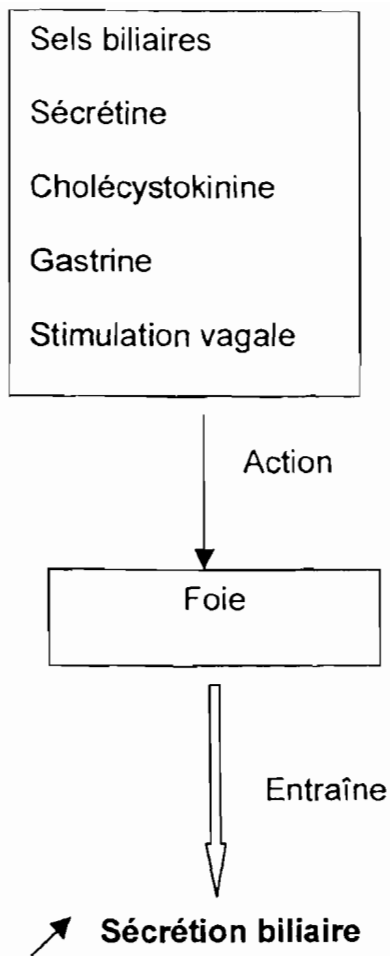 Sels biliaires
Sécrétine
Cholécystokinine
Gastrine
Stimulation vagale
Action
Foie
Entraîne
Sécrétion biliaire